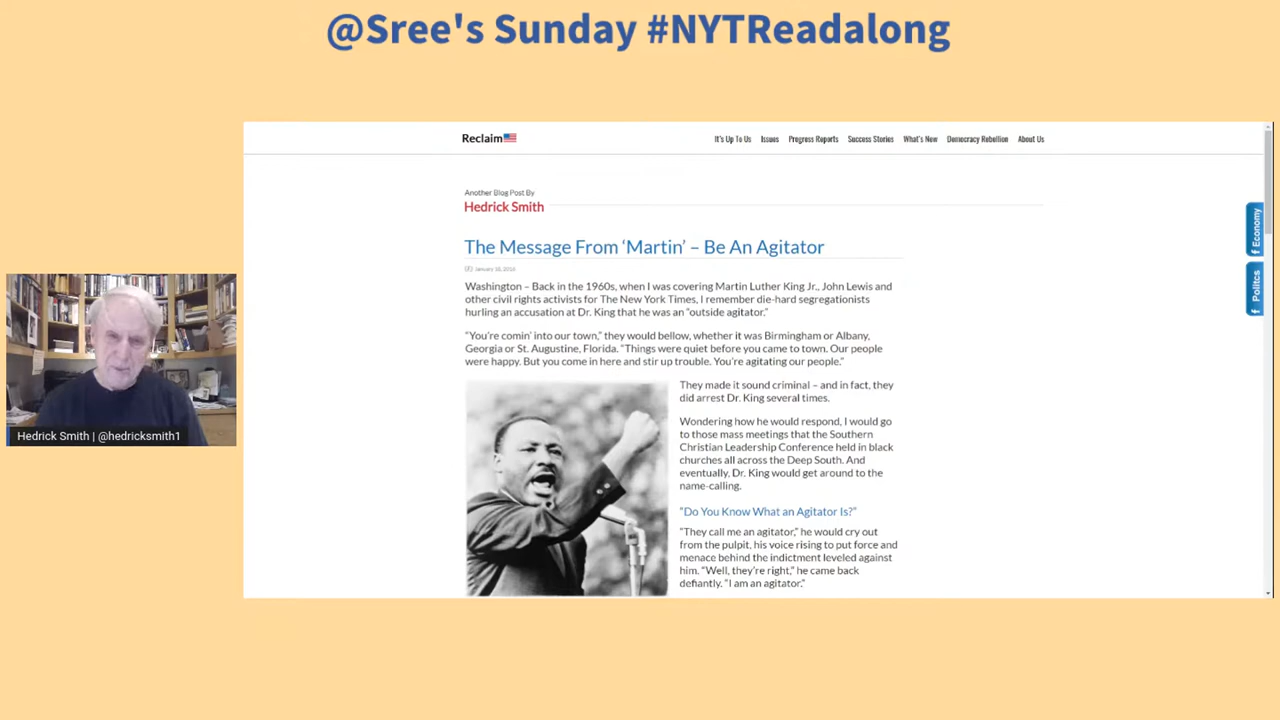 @Sree's Sunday #NYTReadalong
Reclaim
It's Up To Us Issues Progress Reports Success Stories What's New Democracy Rebellion About Us
Another Blog Post By
Hedrick Smith
The Message From ‘Martin’ – Be An Agitator
January 18, 2016
Washington – Back in the 1960s, when I was covering Martin Luther King Jr., John Lewis and
other civil rights activists for The New York Times, I remember die-hard segregationists
hurling an accusation at Dr. King that he was an “outside agitator.”
“You’re comin’ into our town,” they would bellow, whether it was Birmingham or Albany,
Georgia or St. Augustine, Florida. “Things were quiet before you came to town. Our people
were happy. But you come in here and stir up trouble. You’re agitating our people.”
They made it sound criminal – and in fact, they
did arrest Dr. King several times.
Wondering how he would respond, I would go
to those mass meetings that the Southern
Christian Leadership Conference held in black
churches all across the Deep South. And
eventually, Dr. King would get around to the
name-calling.
“Do You Know What an Agitator Is?”
“They call me an agitator,” he would cry out
from the pulpit, his voice rising to put force and
menace behind the indictment leveled against
him. “Well, they’re right,” he came back
defiantly. “I am an agitator.”
f Economy
f Politcs
Hedrick Smith | @hedricksmith1